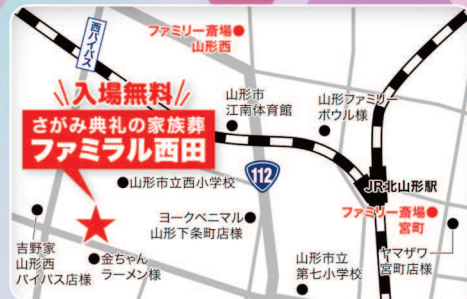 西バイパス
ファミリー斎場
山形西
入場無料
さがみ典礼の家族葬
ファミラル西田
山形市
江南体育館
山形ファミリー
ボウル様
112
山形市立西小学校
JR北山形駅
ファミリー斎場
宮町
ヨークベニマル
山形下条町店様
吉野家
山形西
バイパス店様
金ちゃん
ラーメン様
山形市立
第七小学校
ヤマザワ
宮町店様